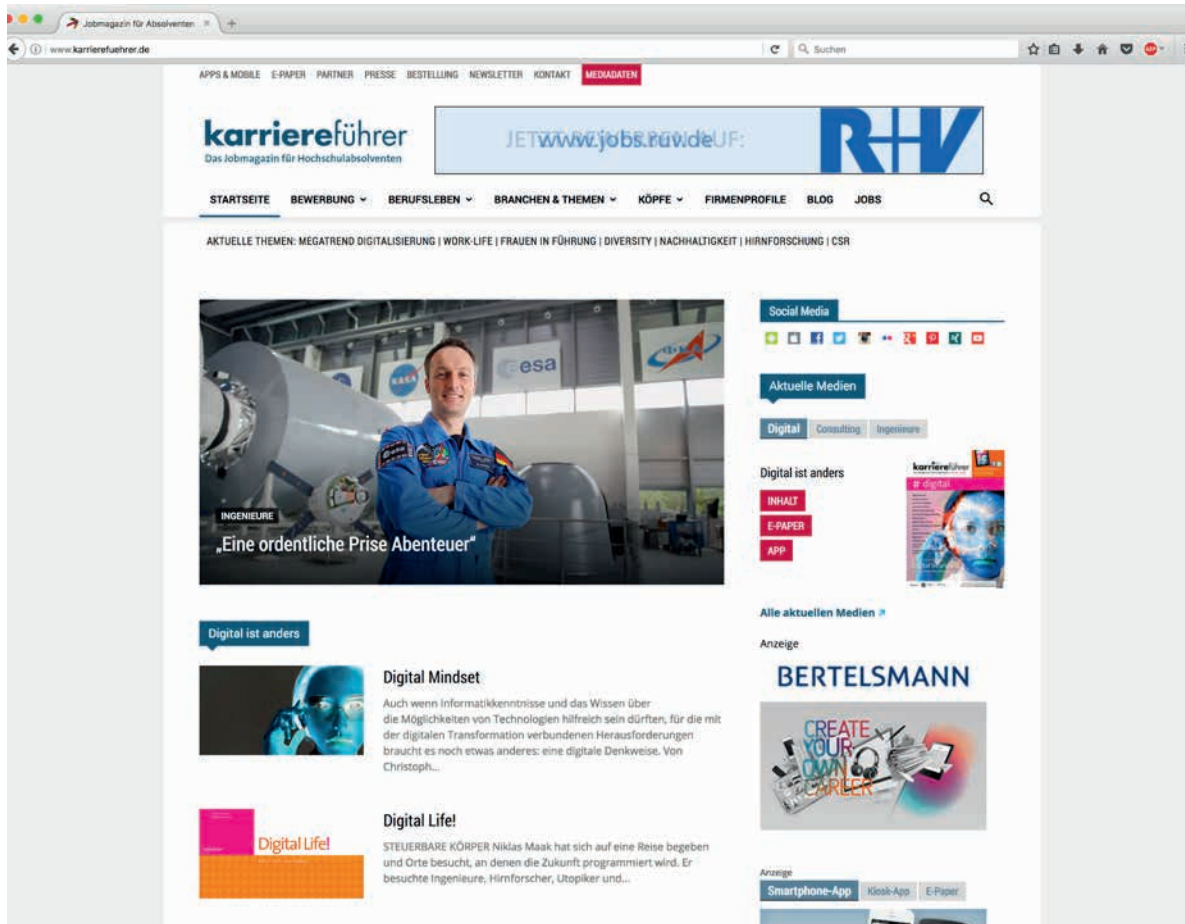 Jobmagazin für Absolventen
www.karrierefuehrer.de
Suchen
APPS & MOBILE E-PAPER PARTNER PRESSE BESTELLUNG NEWSLETTER KONTAKT MEDIADATEN
karriereführer
Das Jobmagazin für Hochschulabsolventen
www.jobs.ruv.de
R+V
STARTSEITE BEWERBUNG BERUFSLEBEN BRANCHEN & THEMEN KÖPFE FIRMENPROFILE BLOG JOBS
AKTUELLE THEMEN: MEGATREND DIGITALISIERUNG | WORK-LIFE | FRAUEN IN FÜHRUNG | DIVERSITY | NACHHALTIGKEIT | HIRNFORSCHUNG | CSR
NASA
esa
esa
INGENIEURE
„Eine ordentliche Prise Abenteuer“
Digital ist anders
Digital Mindset
Auch wenn Informatikkenntnisse und das Wissen über
die Möglichkeiten von Technologien hilfreich sein dürften, für die mit
der digitalen Transformation verbundenen Herausforderungen
braucht es noch etwas anderes: eine digitale Denkweise. Von
Christoph...
Digital Life!
Digital Life!
STEUERBARE KÖRPER Niklas Maak hat sich auf eine Reise begeben
und Orte besucht, an denen die Zukunft programmiert wird. Er
besuchte Ingenieure, Hirnforscher, Utopiker und...
Social Media
Aktuelle Medien
Digital Consulting Ingenieure
Digital ist anders
INHALT
E-PAPER
APP
karriereführer
# digital
Alle aktuellen Medien
Anzeige
BERTELSMANN
CREATE
YOUR
OWN
CAREER
Anzeige
Smartphone-App Kiosk-App E-Paper